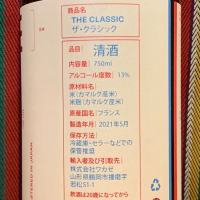 商品名
THE CLASSIC
ザ・クラシック
品目 清酒
内容量 750ml
アルコール度数 13%
原材料名
米(カマルグ産米)
米麹(カマルグ産米)
原産国名 フランス
製造年月 2021年5月
保存方法
冷蔵庫・セラーなどでの
保管推奨
輸入者及び引取先
株式会社ワカゼ
山形県鶴岡市播磨字
若松51-1
飲酒は20歳になってから